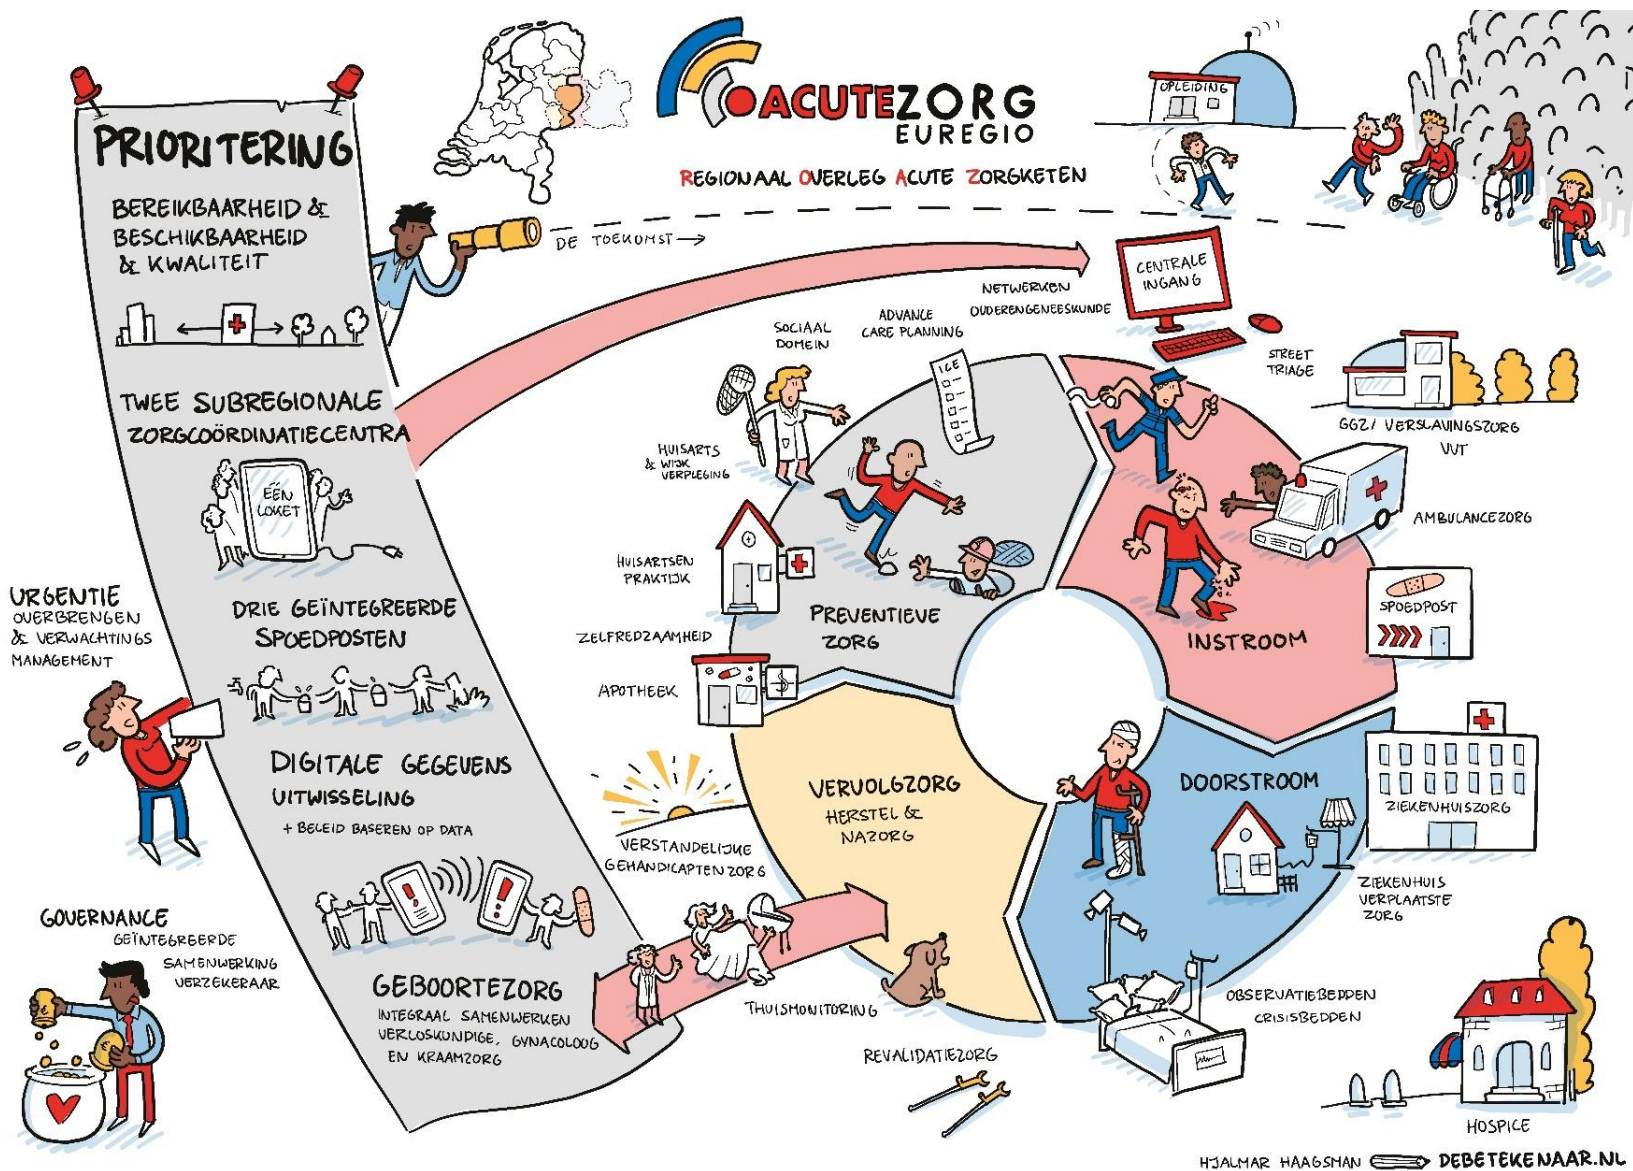 ACUTEZORG
EUREGIO
REGIONAAL OVERLEG ACUTE ZORGKETEN
PRIORITERING
BEREIKBAARHEID &
BESCHIKBAARHEID
& KWALITEIT
TWEE SUBREGIONALE
ZORGCOÖRDINATIECENTRA
ÉÉN
LOKET
DRIE GEÏNTEGREERDE
SPOEDPOSTEN
DIGITALE GEGEVENS
UITWISSELING
+ BELEID BASEREN OP DATA
GEBOORTEZORG
INTEGRAAL SAMENWERKEN
VERLOSKUNDIGE, GYNACOLOOG
EN KRAAMZORG
URGENTIE
OVERBRENGEN
& VERWACHTINGS
MANAGEMENT
GOVERNANCE
GEÏNTEGREERDE
SAMENWERKING
VERZEKERAAR
DE TOEKOMST
OPLEIDING
CENTRALE
INGANG
NETWERKEN
OUDERENGENEESKUNDE
ADVANCE
CARE PLANNING
SOCIAAL
DOMEIN
ICE
HUISARTS
& WIJK
VERPLEGING
HUISARTSEN
PRAKTIJK
ZELFREDZAAMHEID
APOTHEEK
PREVENTIEVE
ZORG
STREET
TRIAGE
GGZ / VERSLAVINGSZORG
VVT
AMBULANCEZORG
SPOEDPOST
INSTROOM
DOORSTROOM
ZIEKENHUISZORG
ZIEKENHUIS
VERPLAATSTE
ZORG
OBSERVATIEBEDDEN
CRISISBEDDEN
HOSPICE
VERVOLGZORG
HERSTEL &
NAZORG
VERSTANDELIJKE
GEHANDICAPTENZORG
THUISMONITORING
REVALIDATIEZORG
HJALMAR HAAGSMAN DEBETEKENAAR.NL